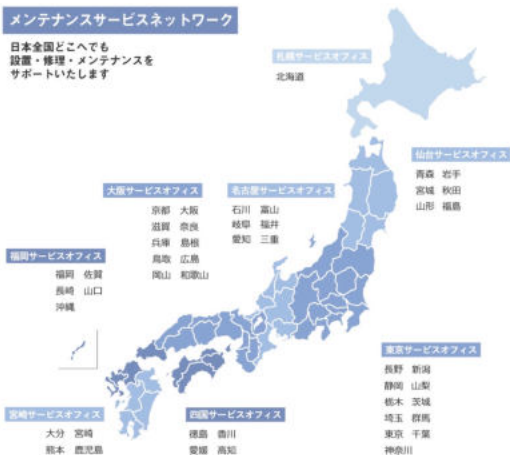 メンテナンスサービスネットワーク
日本全国どこへでも
設置・修理・メンテナンスを
サポートいたします
札幌サービスオフィス
北海道
仙台サービスオフィス
青森 岩手
宮城 秋田
山形 福島
大阪サービスオフィス
京都 大阪
滋賀 奈良
兵庫 島根
鳥取 広島
岡山 和歌山
名古屋サービスオフィス
石川 富山
岐阜 福井
愛知 三重
福岡サービスオフィス
福岡 佐賀
長崎 山口
沖縄
東京サービスオフィス
長野 新潟
静岡 山梨
栃木 茨城
埼玉 群馬
東京 千葉
神奈川
宮崎サービスオフィス
大分 宮崎
熊本 鹿児島
四国サービスオフィス
徳島 香川
愛媛 高知